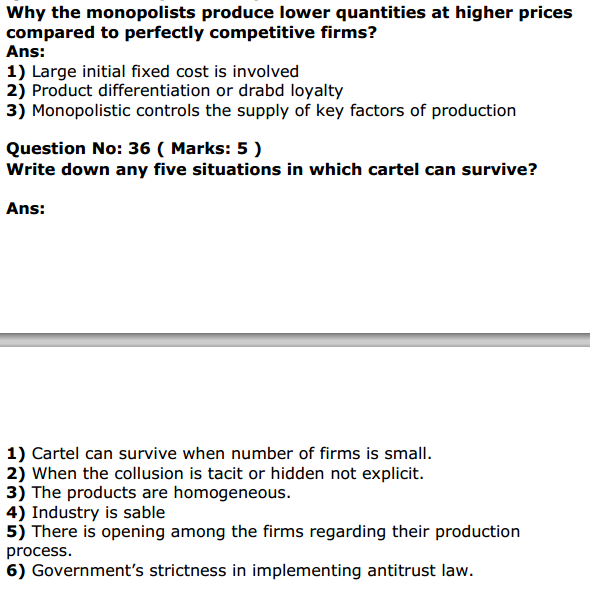 Why the monopolists produce lower quantities at higher prices
compared to perfectly competitive firms?
Ans:
1) Large initial fixed cost is involved
2) Product differentiation or drabd loyalty
3) Monopolistic controls the supply of key factors of production
Question No: 36 ( Marks: 5 )
Write down any five situations in which cartel can survive?
Ans:
1) Cartel can survive when number of firms is small.
2) When the collusion is tacit or hidden not explicit.
3) The products are homogeneous.
4) Industry is sable
5) There is opening among the firms regarding their production
process.
6) Government’s strictness in implementing antitrust law.